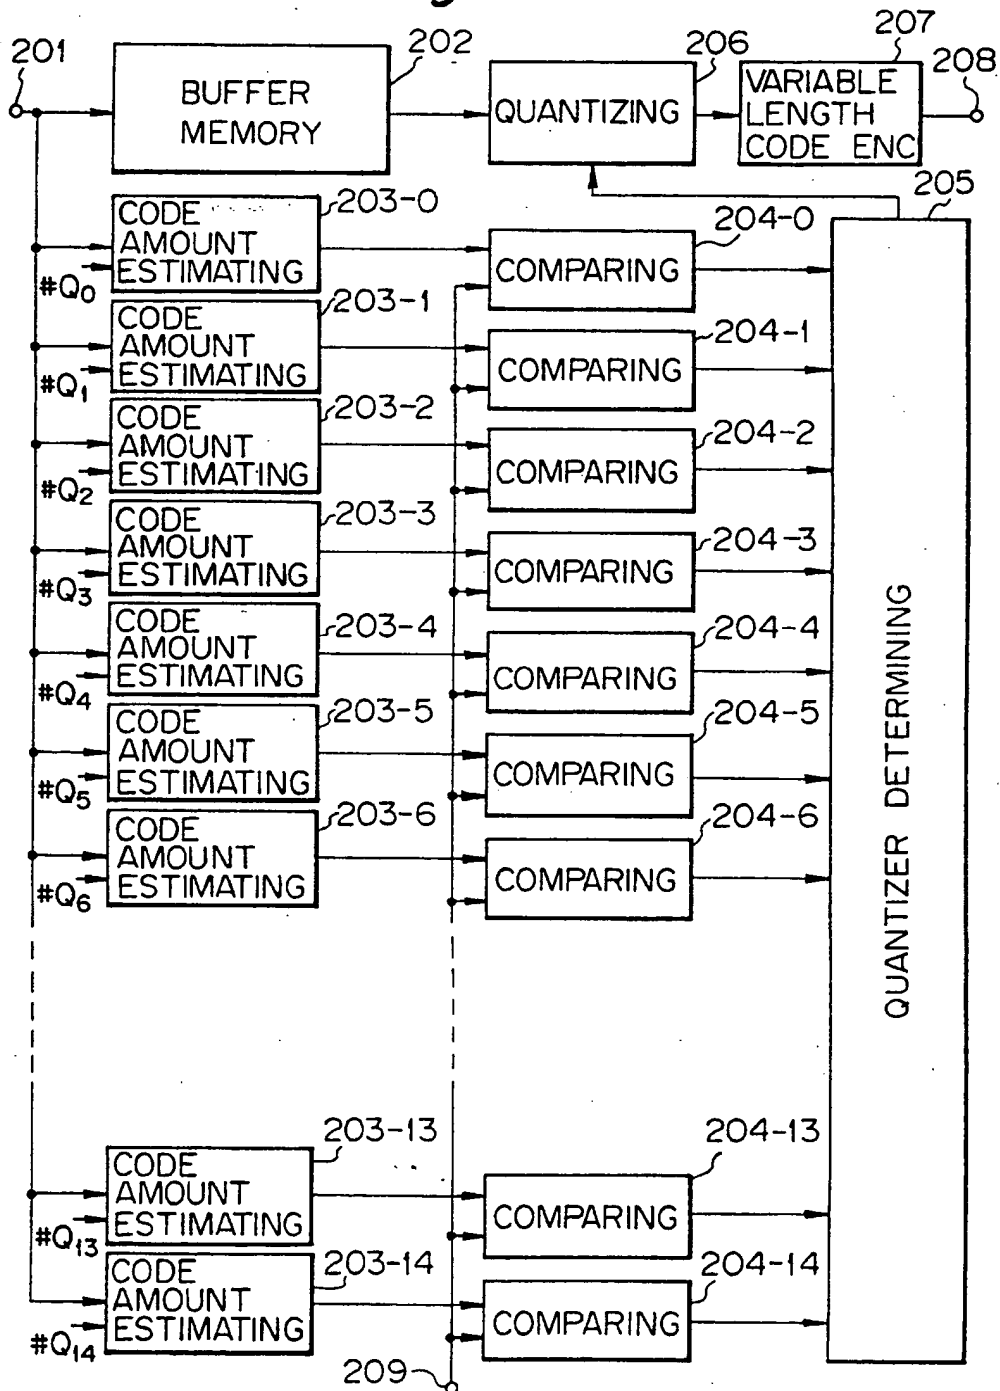 201
202
206
207
208
BUFFER
MEMORY
QUANTIZING
VARIABLE
LENGTH
CODE ENC
205
203-0
CODE
AMOUNT
ESTIMATING
#Q0
204-0
COMPARING
203-1
CODE
AMOUNT
ESTIMATING
#Q1
204-1
COMPARING
203-2
CODE
AMOUNT
ESTIMATING
#Q2
204-2
COMPARING
203-3
CODE
AMOUNT
ESTIMATING
#Q3
204-3
COMPARING
203-4
CODE
AMOUNT
ESTIMATING
#Q4
204-4
COMPARING
203-5
CODE
AMOUNT
ESTIMATING
#Q5
204-5
COMPARING
203-6
CODE
AMOUNT
ESTIMATING
#Q6
204-6
COMPARING
QUANTIZER DETERMINING
203-13
CODE
AMOUNT
ESTIMATING
#Q13
204-13
COMPARING
203-14
CODE
AMOUNT
ESTIMATING
#Q14
204-14
COMPARING
209